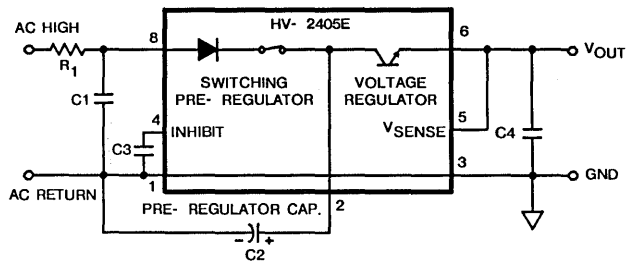 HV- 2405E
AC HIGH
R1
8
6
VOUT
SWITCHING
PRE- REGULATOR
VOLTAGE
REGULATOR
C1
4
INHIBIT
5
VSENSE
C3
C4
AC RETURN
1
3
GND
PRE- REGULATOR CAP.
2
- +
C2